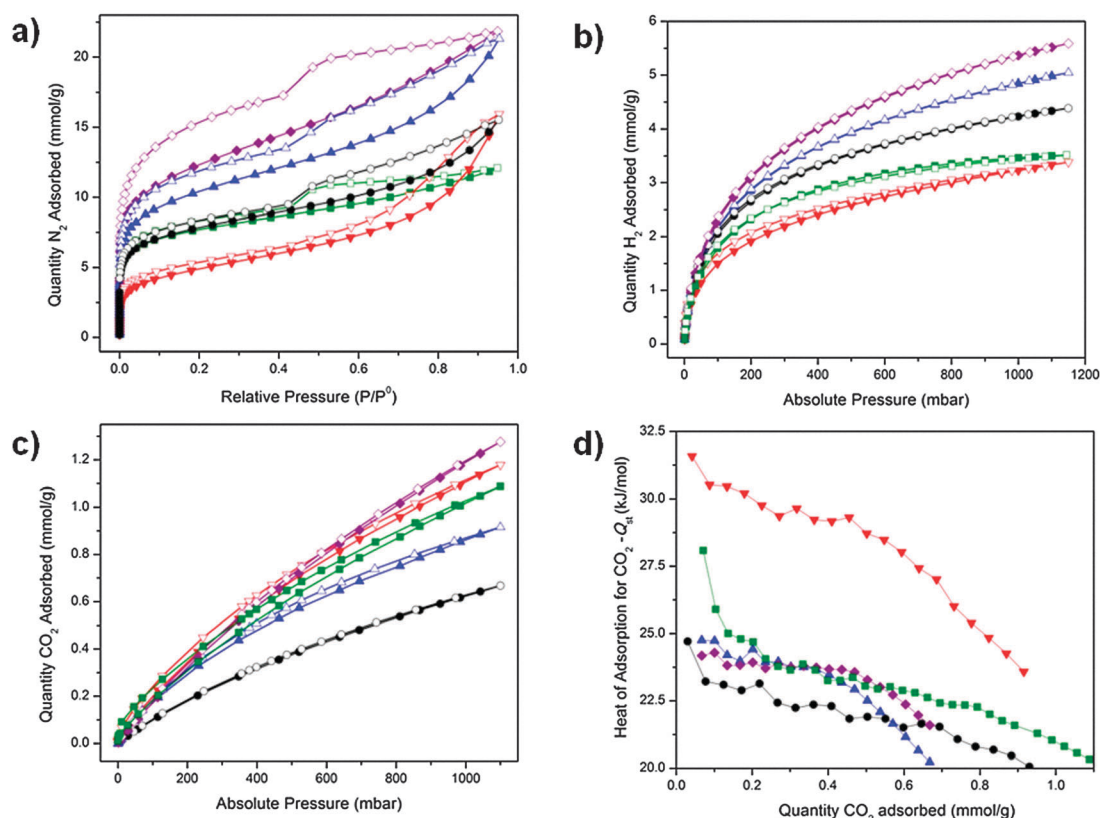 a)
Quantity N2 Adsorbed (mmol/g)
20
15
10
5
0
0.0 0.2 0.4 0.6 0.8 1.0
Relative Pressure (P/P0)
b)
Quantity H2 Adsorbed (mmol/g)
6
5
4
3
2
1
0
0 200 400 600 800 1000 1200
Absolute Pressure (mbar)
c)
Quantity CO2 Adsorbed (mmol/g)
1.2
1.0
0.8
0.6
0.4
0.2
0.0
0 200 400 600 800 1000
Absolute Pressure (mbar)
d)
Heat of Adsorption for CO2 -Qst (kJ/mol)
32.5
30.0
27.5
25.0
22.5
20.0
0.0 0.2 0.4 0.6 0.8 1.0
Quantity CO2 adsorbed (mmol/g)